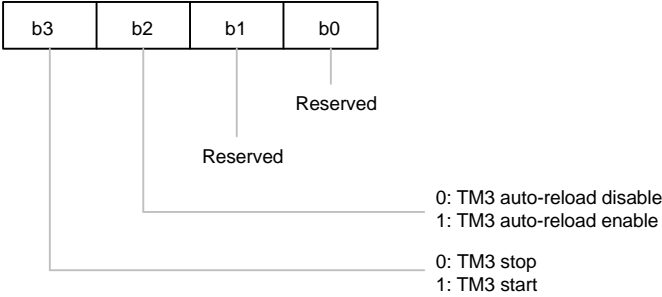 b3 b2 b1 b0
Reserved
Reserved
0: TM3 auto-reload disable
1: TM3 auto-reload enable
0: TM3 stop
1: TM3 start